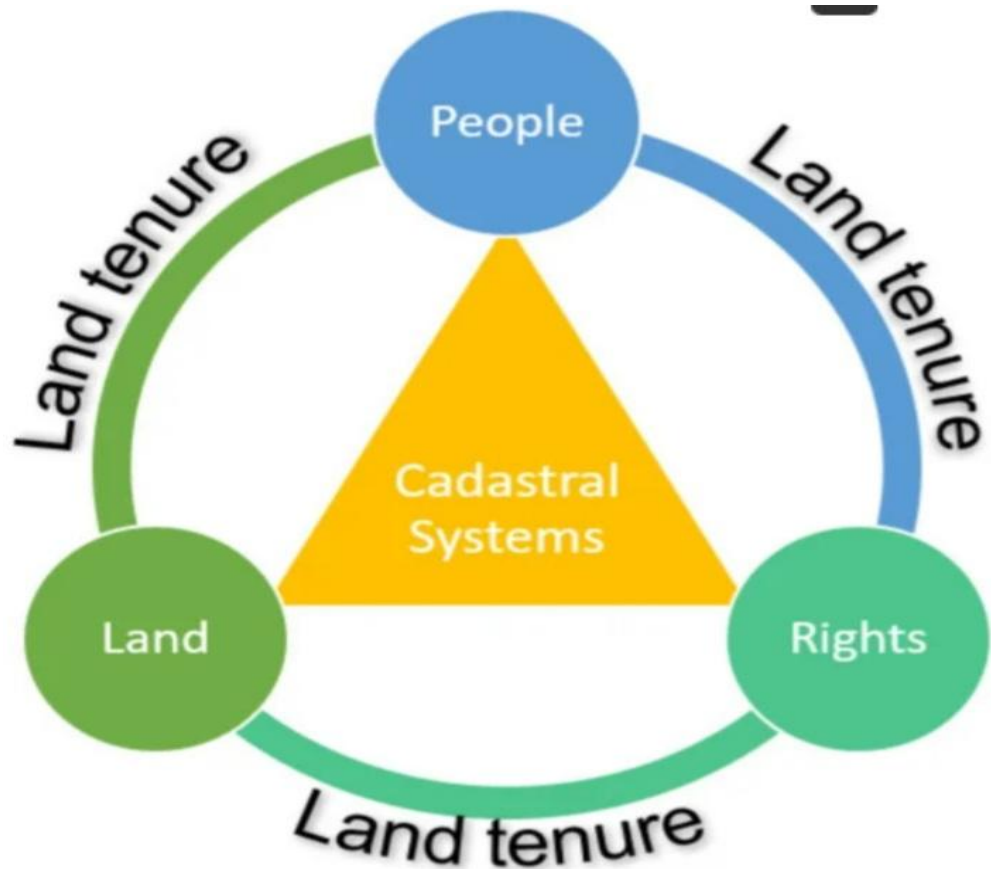 People
Land tenure
Land tenure
Cadastral
Systems
Land
Rights
Land tenure